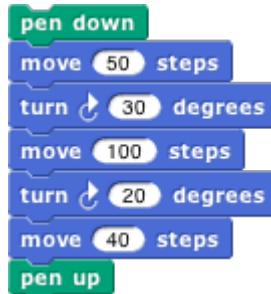 pen down
move 50 steps
turn 30 degrees
move 100 steps
turn 20 degrees
move 40 steps
pen up